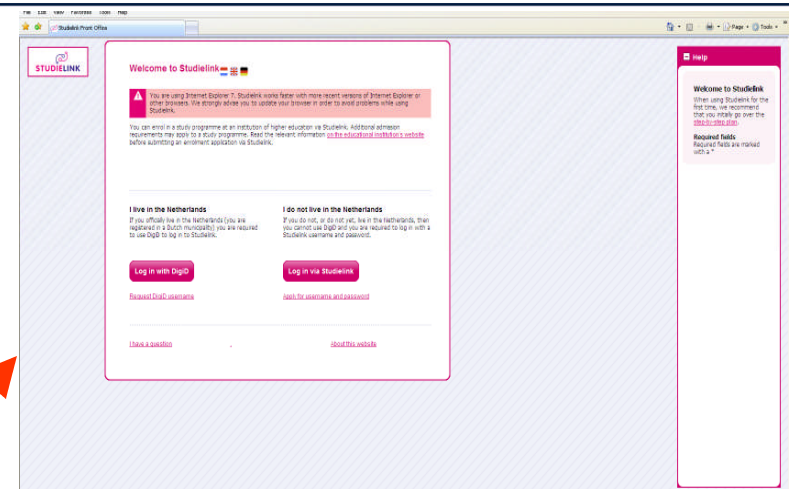 File Edit View Favorites Tools Help
Studielink Front Office
Page Tools
STUDIELINK
Welcome to Studielink
You are using Internet Explorer 7. Studielink works faster with more recent versions of Internet Explorer or
other browsers. We strongly advise you to update your browser in order to avoid problems while using
Studielink.
You can enrol in a study programme at an institution of higher education via Studielink. Additional admission
requirements may apply to a study programme. Read the relevant information on the educational institution's website
before submitting an enrolment application via Studielink.
I live in the Netherlands
If you officially live in the Netherlands (you are
registered in a Dutch municipality) you are required
to use DigiD to log in to Studielink.
Log in with DigiD
Request DigiD username
I do not live in the Netherlands
If you do not, or do not yet, live in the Netherlands, then
you cannot use DigiD and you are required to log in with a
Studielink username and password.
Log in via Studielink
Apply for username and password
I have a question
About this website
Help
Welcome to Studielink
When using Studielink for the
first time, we recommend
that you initally go over the
step-by-step plan.
Required fields
Required fields are marked
with a *